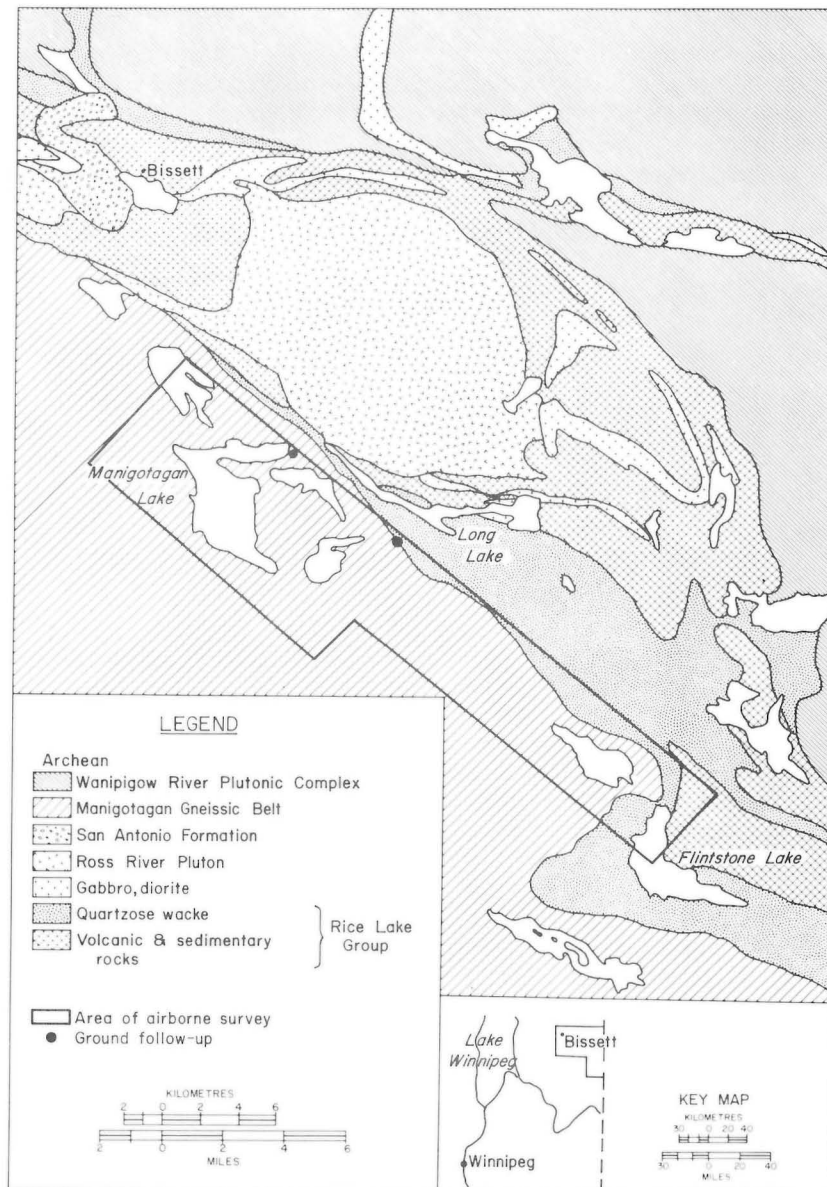 Bissett
Manigotagan
Lake
Long
Lake
Flintstone Lake
LEGEND
Archean
Wanipigow River Plutonic Complex
Manigotagan Gneissic Belt
San Antonio Formation
Ross River Pluton
Gabbro, diorite
Quartzose wacke
Volcanic & sedimentary
rocks
Rice Lake
Group
Area of airborne survey
Ground follow-up
KILOMETRES
2 0 2 4 6
2 0 2 4 6
MILES
Lake
Winnipeg
Bissett
Winnipeg
KEY MAP
KILOMETRES
30 0 20 40
30 0 20 40
MILES